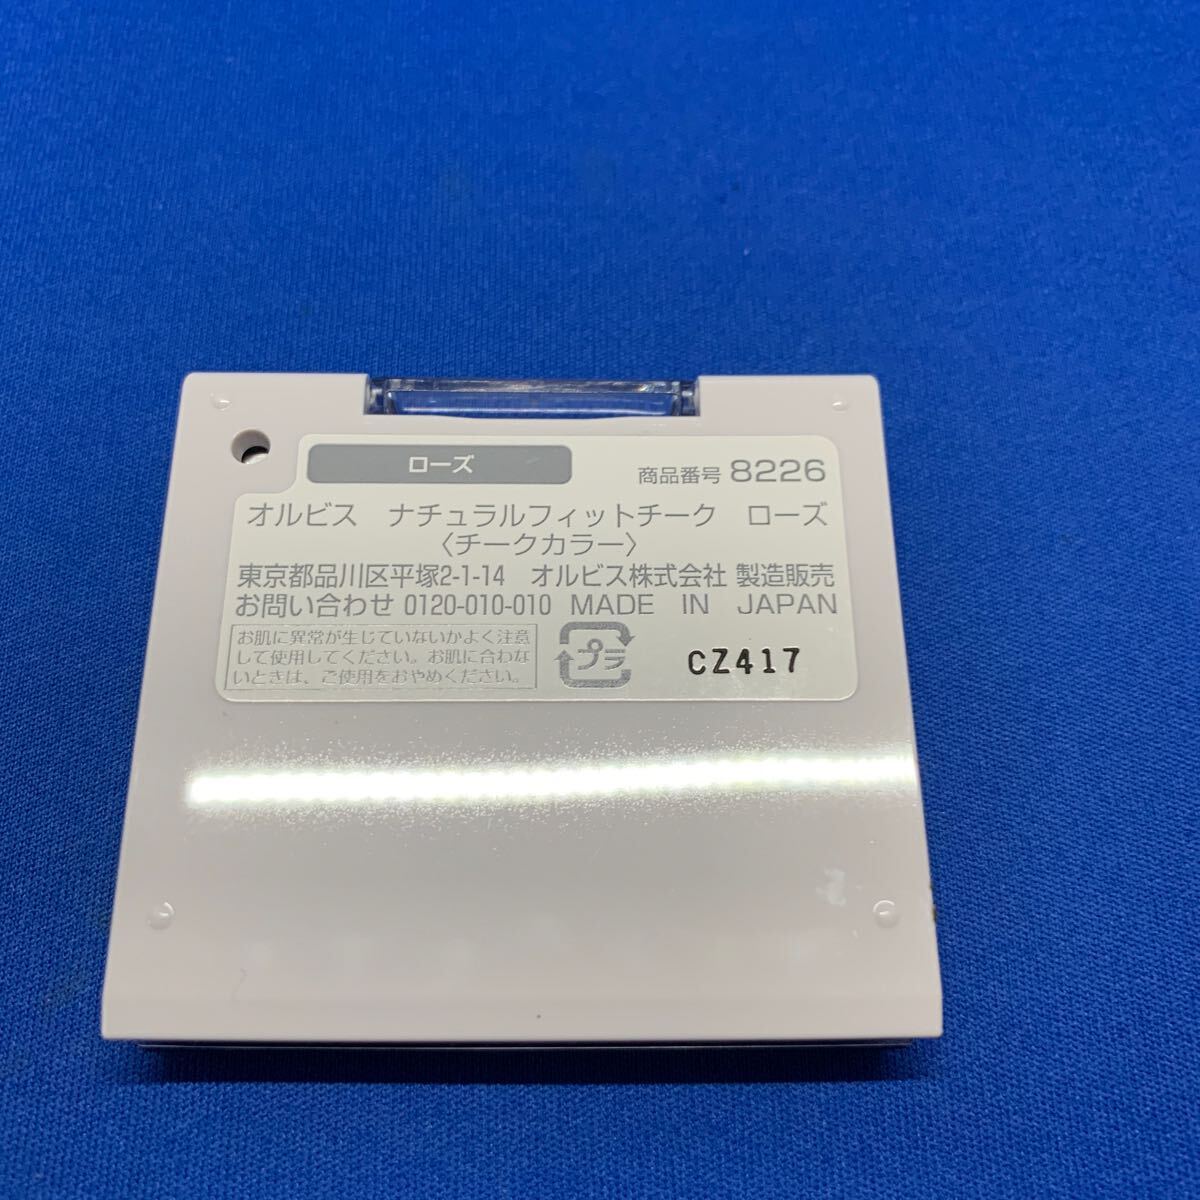 ローズ
商品番号 8226
オルビス ナチュラルフィットチーク ローズ
〈チークカラー〉
東京都品川区平塚2-1-14 オルビス株式会社 製造販売
お問い合わせ 0120-010-010 MADE IN JAPAN
お肌に異常が生じていないかよく注意
して使用してください。お肌に合わな
いときは、ご使用をおやめください。
プラ
CZ417